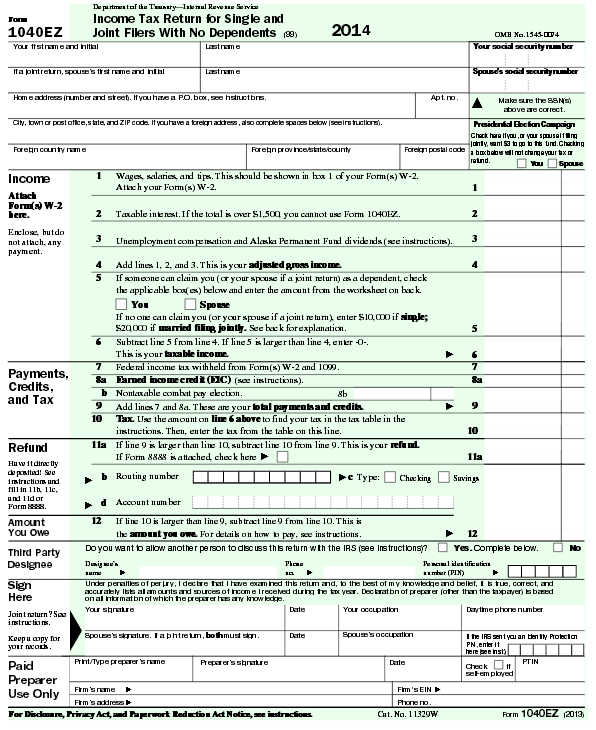 Department of the Treasury—Internal Revenue Service
Form
1040EZ
Income Tax Return for Single and
Joint Filers With No Dependents (99)
2014
OMB No. 1545-0074
Your first name and initial
Last name
Your social security number
If a joint return, spouse's first name and initial
Last name
Spouse's social security number
Home address (number and street). If you have a P.O. box, see instructions.
Apt. no.
▲ Make sure the SSN(s)
above are correct.
City, town or post office, state, and ZIP code. If you have a foreign address, also complete spaces below (see instructions).
Presidential Election Campaign
Check here if you, or your spouse if filing
jointly, want $3 to go to this fund. Checking
a box below will not change your tax or
refund.
You Spouse
Foreign country name
Foreign province/state/county
Foreign postal code
Income
Attach
Form(s) W-2
here.
Enclose, but do
not attach, any
payment.
1 Wages, salaries, and tips. This should be shown in box 1 of your Form(s) W-2.
Attach your Form(s) W-2. 1
2 Taxable interest. If the total is over $1,500, you cannot use Form 1040EZ. 2
3 Unemployment compensation and Alaska Permanent Fund dividends (see instructions). 3
4 Add lines 1, 2, and 3. This is your adjusted gross income. 4
5 If someone can claim you (or your spouse if a joint return) as a dependent, check
the applicable box(es) below and enter the amount from the worksheet on back.
You Spouse
If no one can claim you (or your spouse if a joint return), enter $10,000 if single;
$20,000 if married filing jointly. See back for explanation. 5
6 Subtract line 5 from line 4. If line 5 is larger than line 4, enter -0-.
This is your taxable income. ▶ 6
Payments,
Credits,
and Tax
7 Federal income tax withheld from Form(s) W-2 and 1099. 7
8a Earned income credit (EIC) (see instructions). 8a
b Nontaxable combat pay election. 8b
9 Add lines 7 and 8a. These are your total payments and credits. ▶ 9
10 Tax. Use the amount on line 6 above to find your tax in the tax table in the
instructions. Then, enter the tax from the table on this line. 10
Refund
Have it directly
deposited! See
instructions and
fill in 11b, 11c,
and 11d or
Form 8888.
11a If line 9 is larger than line 10, subtract line 10 from line 9. This is your refund.
If Form 8888 is attached, check here ▶ 11a
▶ b Routing number ▶ c Type: Checking Savings
▶ d Account number
Amount
You Owe
12 If line 10 is larger than line 9, subtract line 9 from line 10. This is
the amount you owe. For details on how to pay, see instructions. ▶ 12
Third Party
Designee
Do you want to allow another person to discuss this return with the IRS (see instructions)? Yes. Complete below. No
Designee's
name ▶
Phone
no. ▶
Personal identification
number (PIN) ▶
Sign
Here
Joint return? See
instructions.
Keep a copy for
your records.
Under penalties of perjury, I declare that I have examined this return and, to the best of my knowledge and belief, it is true, correct, and
accurately lists all amounts and sources of income I received during the tax year. Declaration of preparer (other than the taxpayer) is based
on all information of which the preparer has any knowledge.
Your signature
Date
Your occupation
Daytime phone number
Spouse's signature. If a joint return, both must sign.
Date
Spouse's occupation
If the IRS sent you an Identity Protection
PIN, enter it
here (see inst.)
Paid
Preparer
Use Only
Print/Type preparer's name
Preparer's signature
Date
Check if
self-employed
PTIN
Firm's name ▶
Firm's EIN ▶
Firm's address ▶
Phone no.
For Disclosure, Privacy Act, and Paperwork Reduction Act Notice, see instructions.
Cat. No. 11329W
Form 1040EZ (2013)